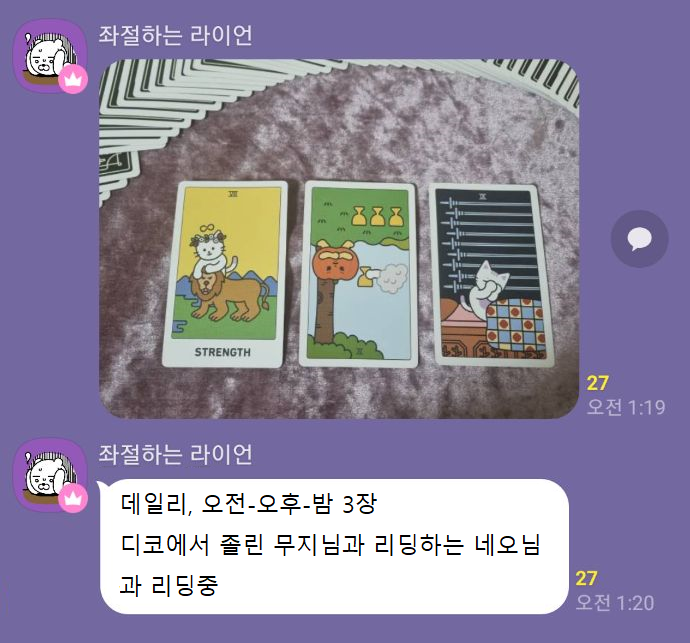 좌절하는 라이언
VIII
STRENGTH
IX
27
오전 1:19
좌절하는 라이언
데일리, 오전-오후-밤 3장
디코에서 졸린 무지님과 리딩하는 네오님
과 리딩중
27
오전 1:20